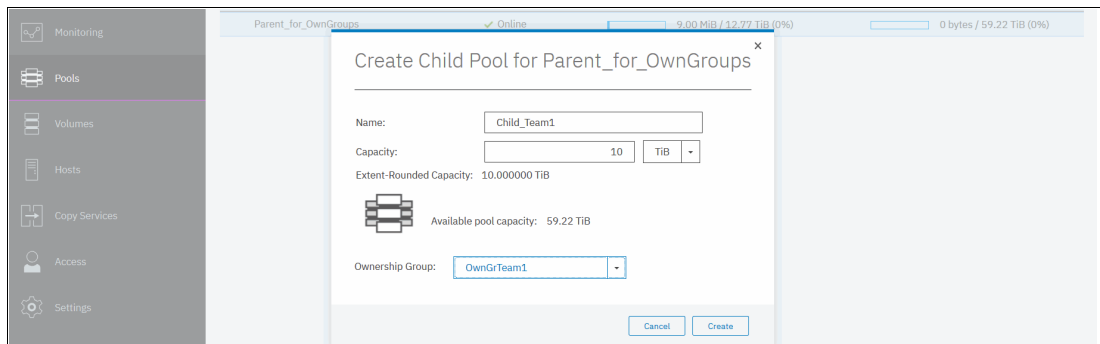 Parent_for_OwnGroups Online 9.00 MiB / 12.77 TiB (0%) 0 bytes / 59.22 TiB (0%)
Monitoring
Pools
Volumes
Hosts
Copy Services
Access
Settings
×
Create Child Pool for Parent_for_OwnGroups
Name: Child_Team1
Capacity: 10 TiB
Extent-Rounded Capacity: 10.000000 TiB
Available pool capacity: 59.22 TiB
Ownership Group: OwnGrTeam1
Cancel Create